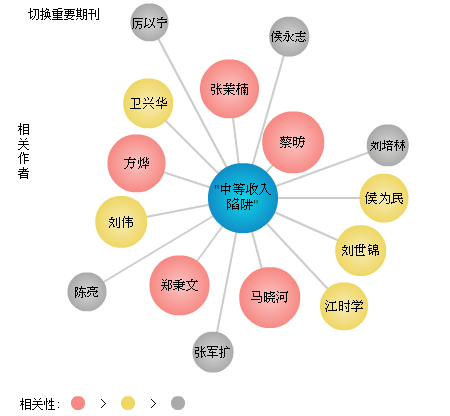 切换重要期刊
厉以宁
侯永志
张秉楠
卫兴华
蔡昉
相关作者
刘培林
方烨
"中等收入
陷阱"
侯为民
刘伟
刘世锦
郑秉文
陈亮
马晓河
江时学
张军扩
相关性: > >